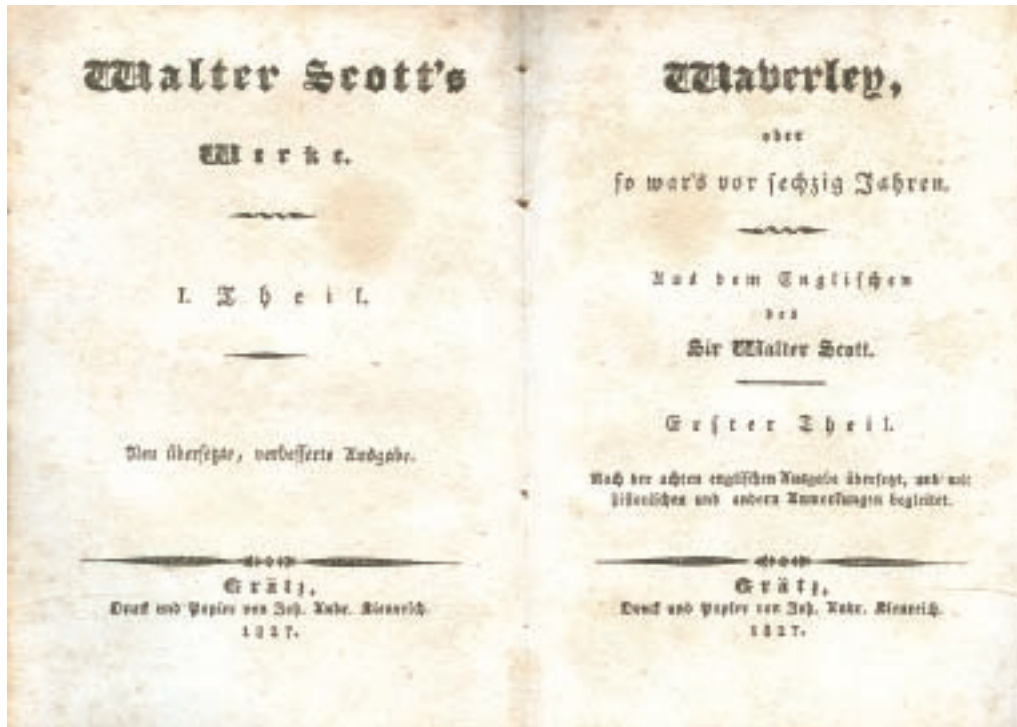 Walter Scott's
Werke.
I. Theil.
Neu übersetzte, verbesserte Ausgabe.
Grätz,
Druck und Papier von Joh. Andr. Kienreich.
1827.
Waverley,
oder
so war's vor sechzig Jahren.
Aus dem Englischen
des
Sir Walter Scott.
Erster Theil.
Nach der achten englischen Ausgabe übersetzt, und mit
historischen und andern Anmerkungen begleitet.
Grätz,
Druck und Papier von Joh. Andr. Kienreich.
1827.